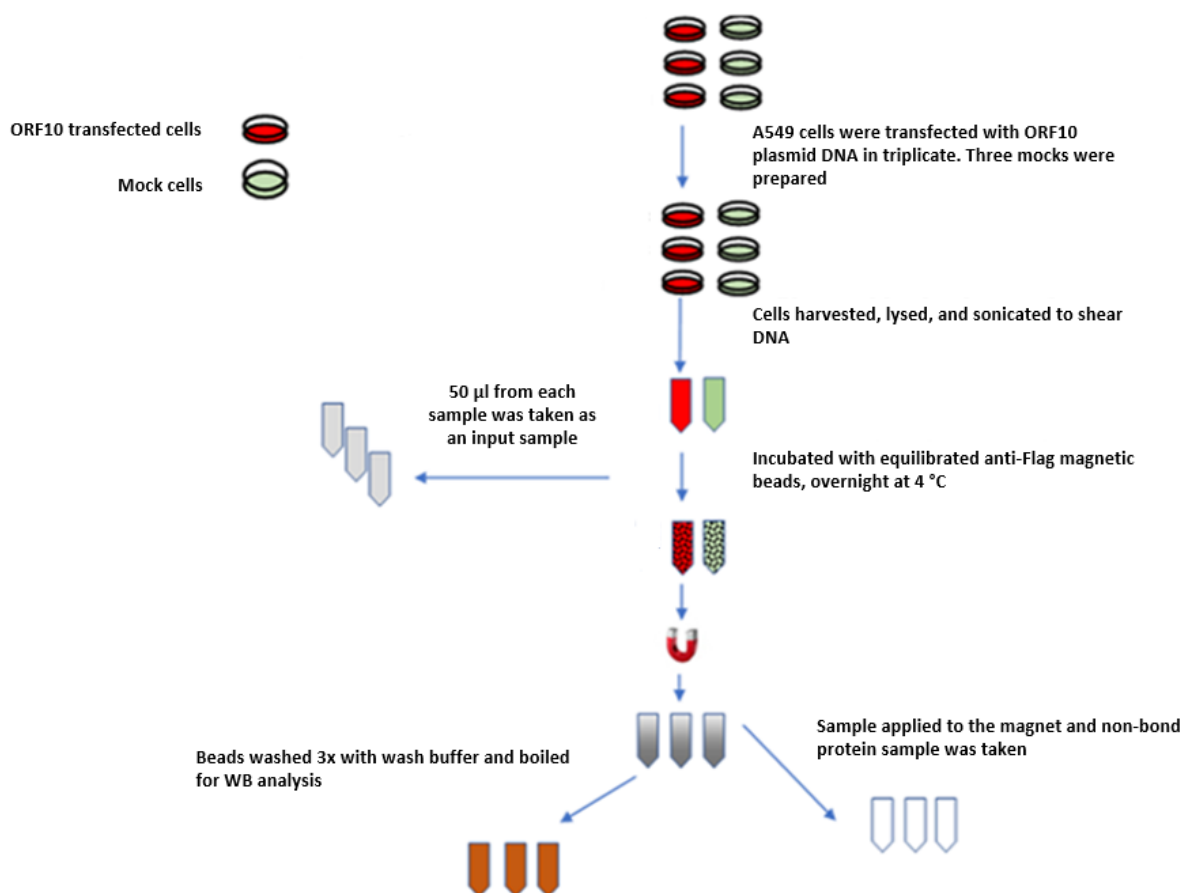 ORF10 transfected cells
Mock cells
A549 cells were transfected with ORF10
plasmid DNA in triplicate. Three mocks were
prepared
Cells harvested, lysed, and sonicated to shear
DNA
50 µl from each
sample was taken as
an input sample
Incubated with equilibrated anti-Flag magnetic
beads, overnight at 4 °C
Sample applied to the magnet and non-bond
protein sample was taken
Beads washed 3x with wash buffer and boiled
for WB analysis